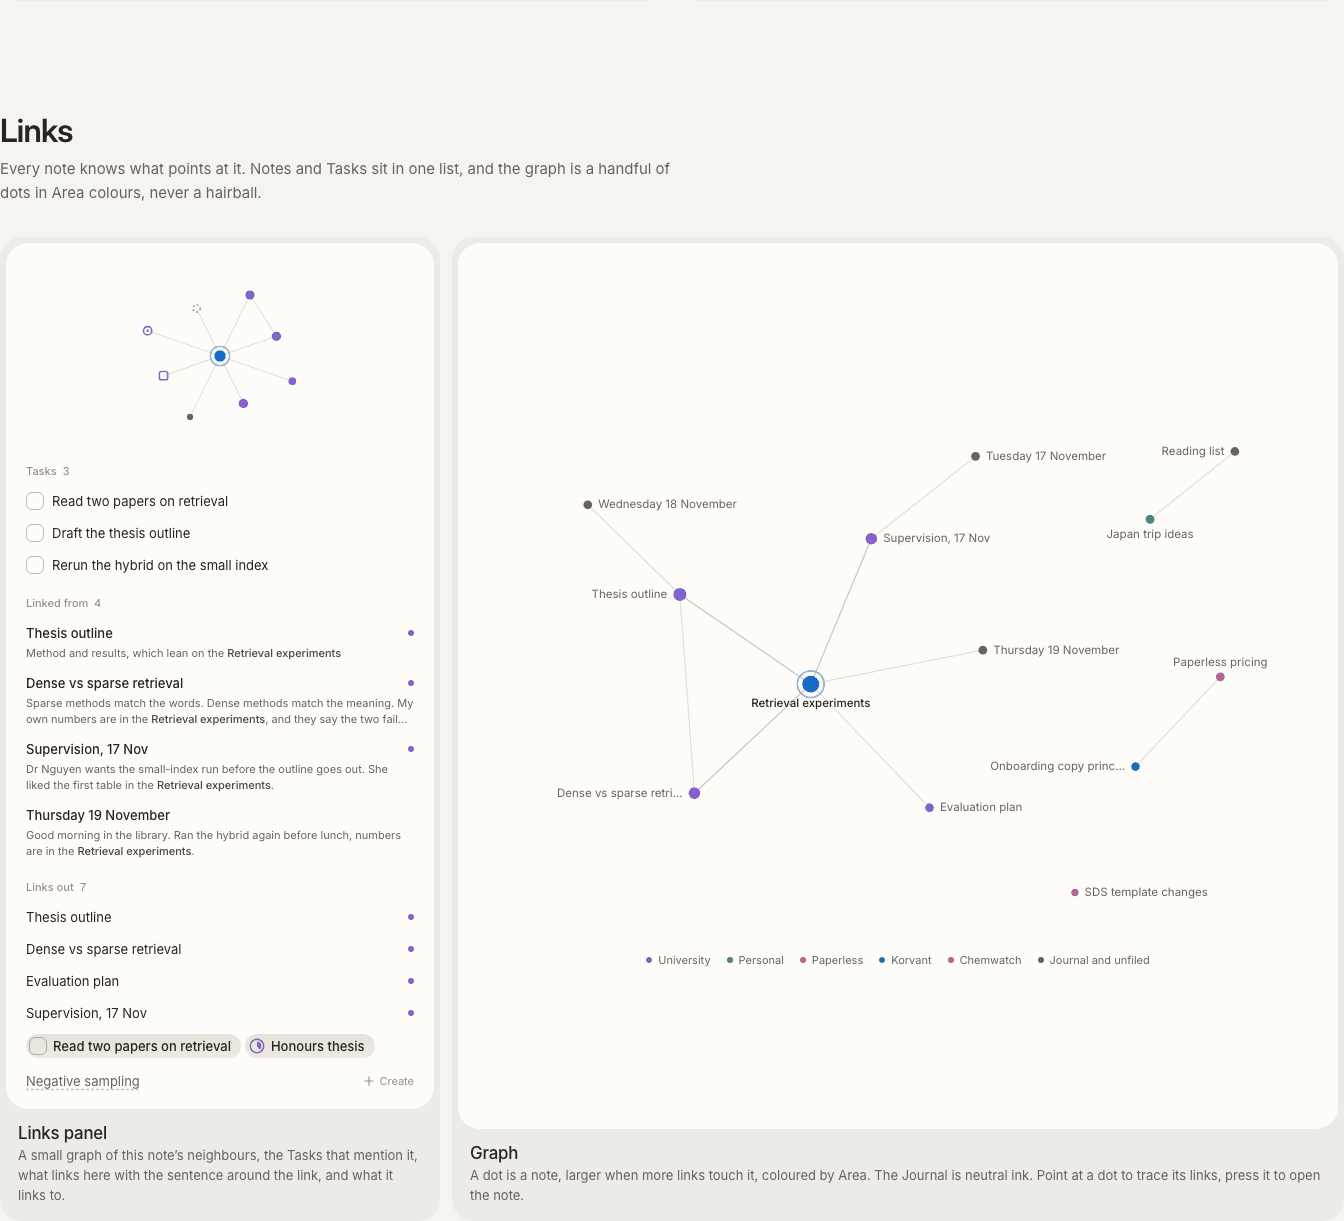 Links
Every note knows what points at it. Notes and Tasks sit in one list, and the graph is a handful of
dots in Area colours, never a hairball.
Tasks 3
Read two papers on retrieval
Draft the thesis outline
Rerun the hybrid on the small index
Linked from 4
Thesis outline
Method and results, which lean on the Retrieval experiments
Dense vs sparse retrieval
Sparse methods match the words. Dense methods match the meaning. My
own numbers are in the Retrieval experiments, and they say the two fail...
Supervision, 17 Nov
Dr Nguyen wants the small-index run before the outline goes out. She
liked the first table in the Retrieval experiments.
Thursday 19 November
Good morning in the library. Ran the hybrid again before lunch, numbers
are in the Retrieval experiments.
Links out 7
Thesis outline
Dense vs sparse retrieval
Evaluation plan
Supervision, 17 Nov
Read two papers on retrieval Honours thesis
Negative sampling + Create
Links panel
A small graph of this note's neighbours, the Tasks that mention it,
what links here with the sentence around the link, and what it
links to.
Tuesday 17 November
Reading list
Wednesday 18 November
Supervision, 17 Nov
Japan trip ideas
Thesis outline
Thursday 19 November
Paperless pricing
Retrieval experiments
Onboarding copy princ...
Dense vs sparse retri...
Evaluation plan
SDS template changes
University Personal Paperless Korvant Chemwatch Journal and unfiled
Graph
A dot is a note, larger when more links touch it, coloured by Area. The Journal is neutral ink. Point at a dot to trace its links, press it to open
the note.